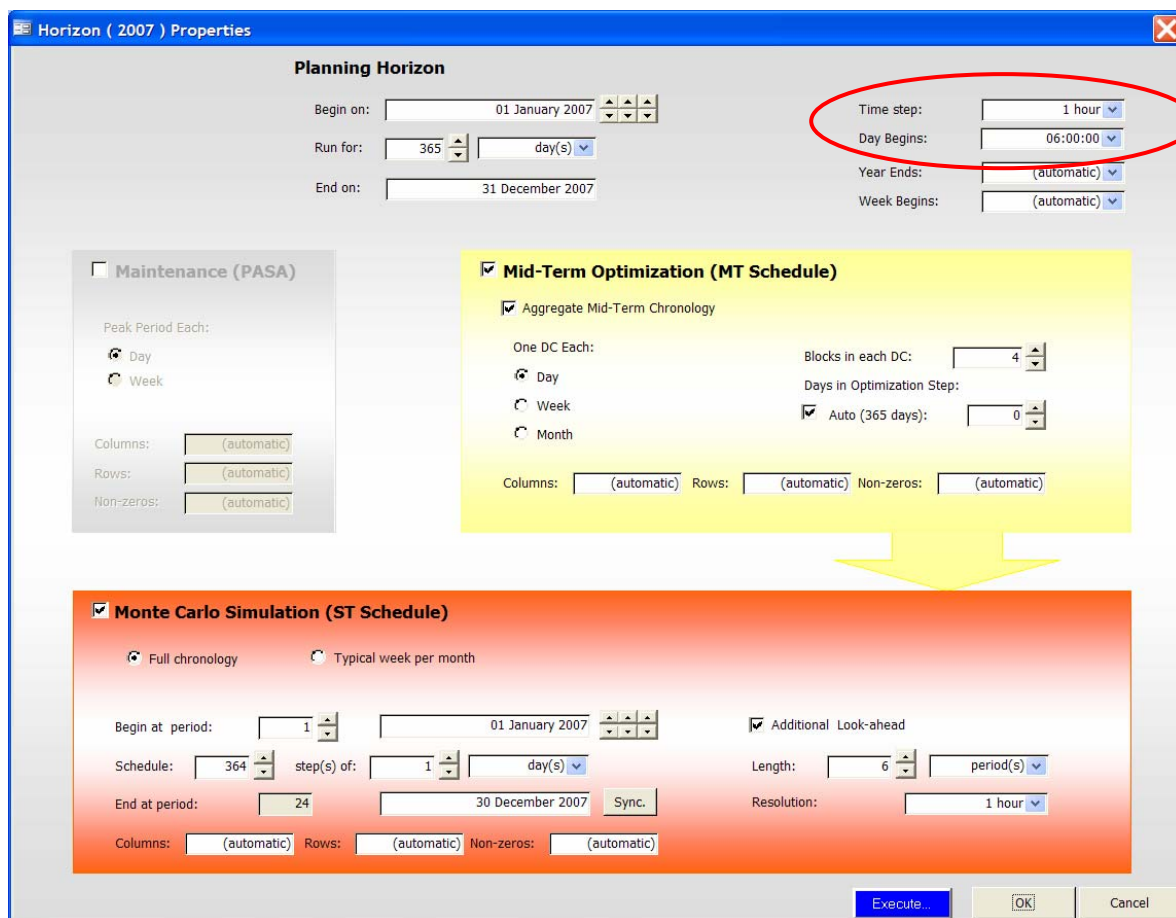 Horizon ( 2007 ) Properties
Planning Horizon
Begin on: 01 January 2007
Run for: 365 day(s)
End on: 31 December 2007
Time step: 1 hour
Day Begins: 06:00:00
Year Ends: (automatic)
Week Begins: (automatic)
Maintenance (PASA)
Peak Period Each:
Day
Week
Columns: (automatic)
Rows: (automatic)
Non-zeros: (automatic)
Mid-Term Optimization (MT Schedule)
Aggregate Mid-Term Chronology
One DC Each:
Day
Week
Month
Blocks in each DC: 4
Days in Optimization Step:
Auto (365 days): 0
Columns: (automatic) Rows: (automatic) Non-zeros: (automatic)
Monte Carlo Simulation (ST Schedule)
Full chronology Typical week per month
Begin at period: 1 01 January 2007
Schedule: 364 step(s) of: 1 day(s)
End at period: 24 30 December 2007 Sync.
Additional Look-ahead
Length: 6 period(s)
Resolution: 1 hour
Columns: (automatic) Rows: (automatic) Non-zeros: (automatic)
Execute... OK Cancel